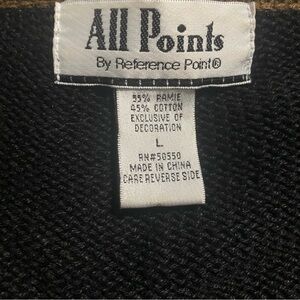 All Points
By Reference Point®
55% RAMIE
45% COTTON
EXCLUSIVE OF
DECORATION
L
RN#50550
MADE IN CHINA
CARE REVERSE SIDE